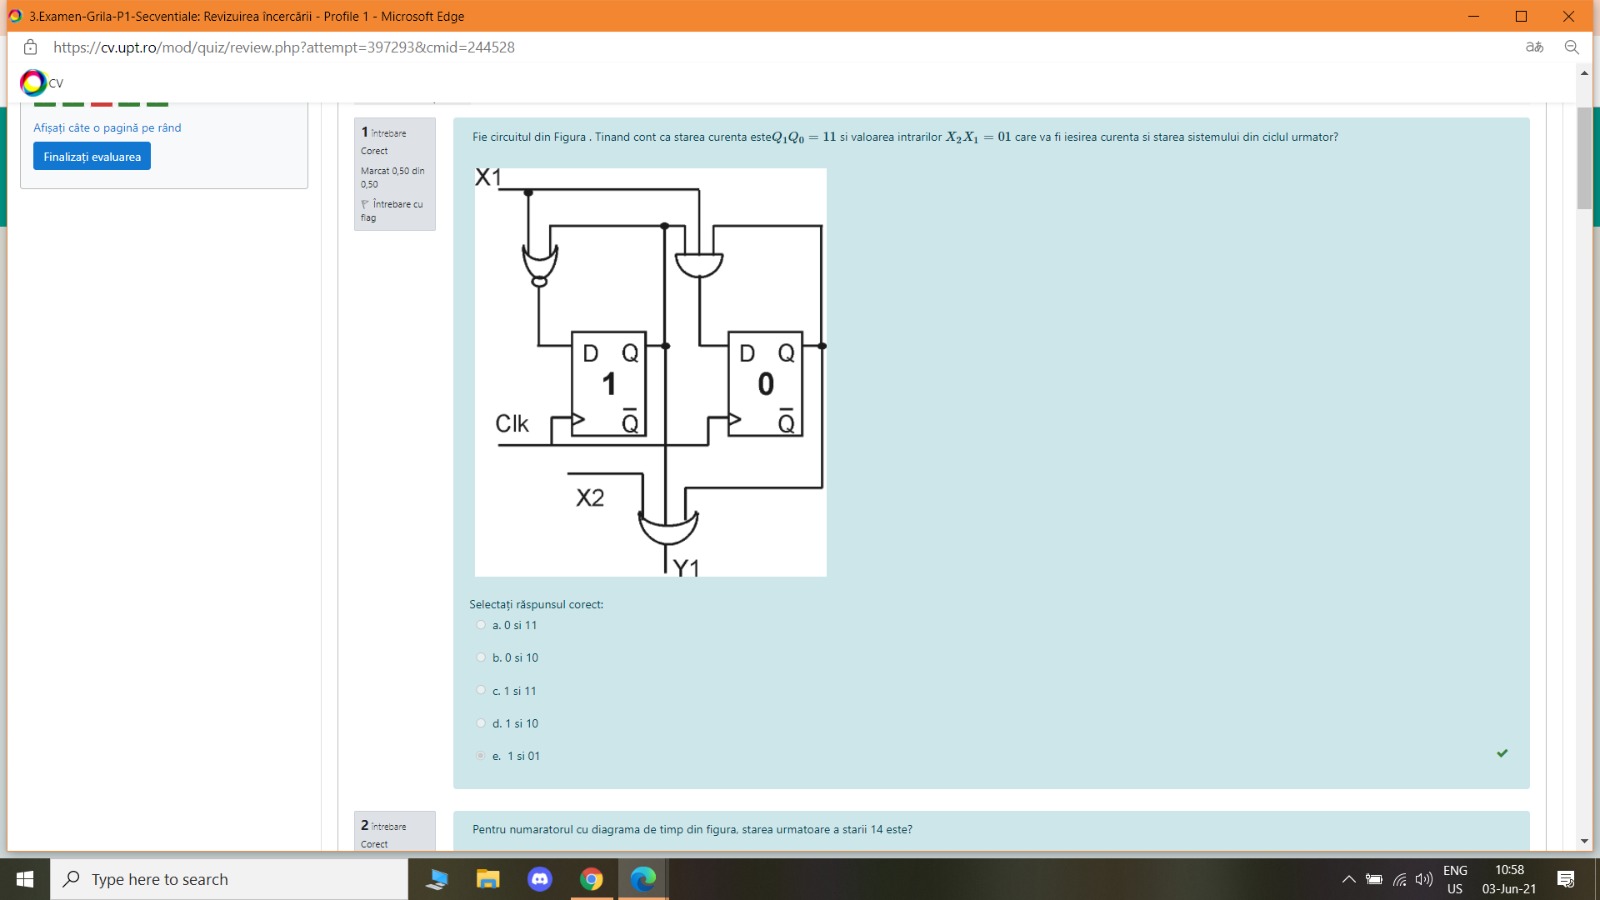 3.Examen-Grila-P1-Secventiale: Revizuirea încercării - Profile 1 - Microsoft Edge
https://cv.upt.ro/mod/quiz/review.php?attempt=397293&cmid=244528
aあ
CV
Afișați câte o pagină pe rând
Finalizați evaluarea
1 Întrebare
Corect
Marcat 0,50 din
0,50
Întrebare cu
flag
Fie circuitul din Figura . Tinand cont ca starea curenta esteQ₁Q₀ = 11 si valoarea intrarilor X₂X₁ = 01 care va fi iesirea curenta si starea sistemului din ciclul urmator?
X1
D Q
1
Q̅
D Q
0
Q̅
Clk
X2
Y1
Selectați răspunsul corect:
a. 0 si 11
b. 0 si 10
c. 1 si 11
d. 1 si 10
e. 1 si 01
2 Întrebare
Corect
Pentru numaratorul cu diagrama de timp din figura, starea urmatoare a starii 14 este?
Type here to search
ENG
US
10:58
03-Jun-21